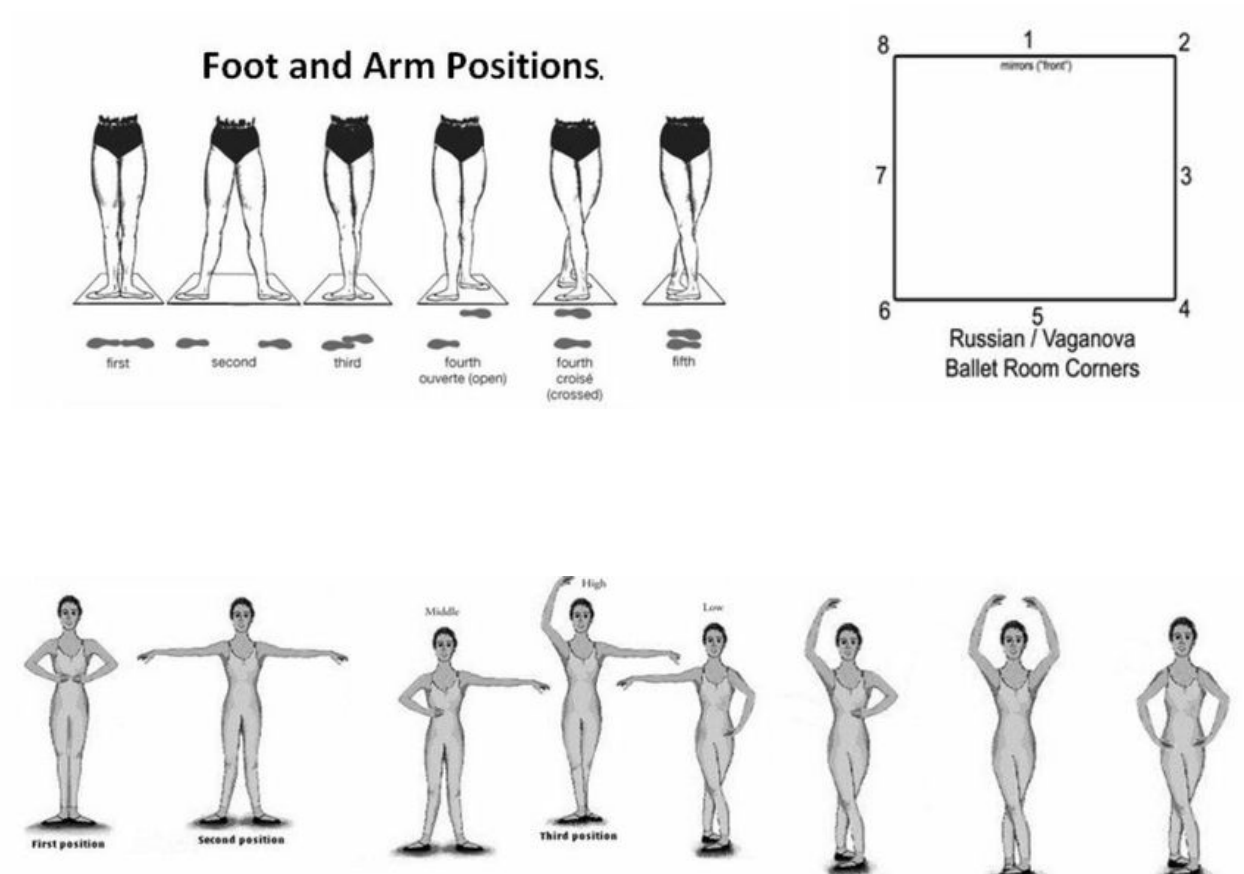 Foot and Arm Positions.
first
second
third
fourth
ouverte (open)
fourth
croisé
(crossed)
fifth
8
1
2
mirrors ("front")
7
3
6
5
4
Russian / Vaganova
Ballet Room Corners
Middle
High
Low
First position
Second position
Third position